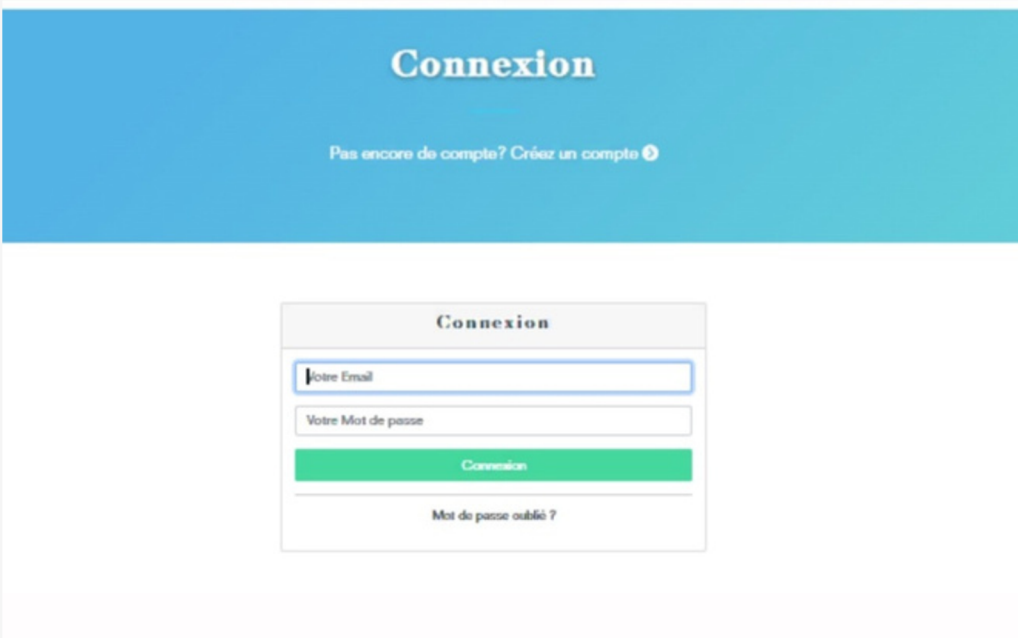 Connexion
Pas encore de compte? Créez un compte
Connexion
Votre Email
Votre Mot de passe
Connexion
Mot de passe oublié ?